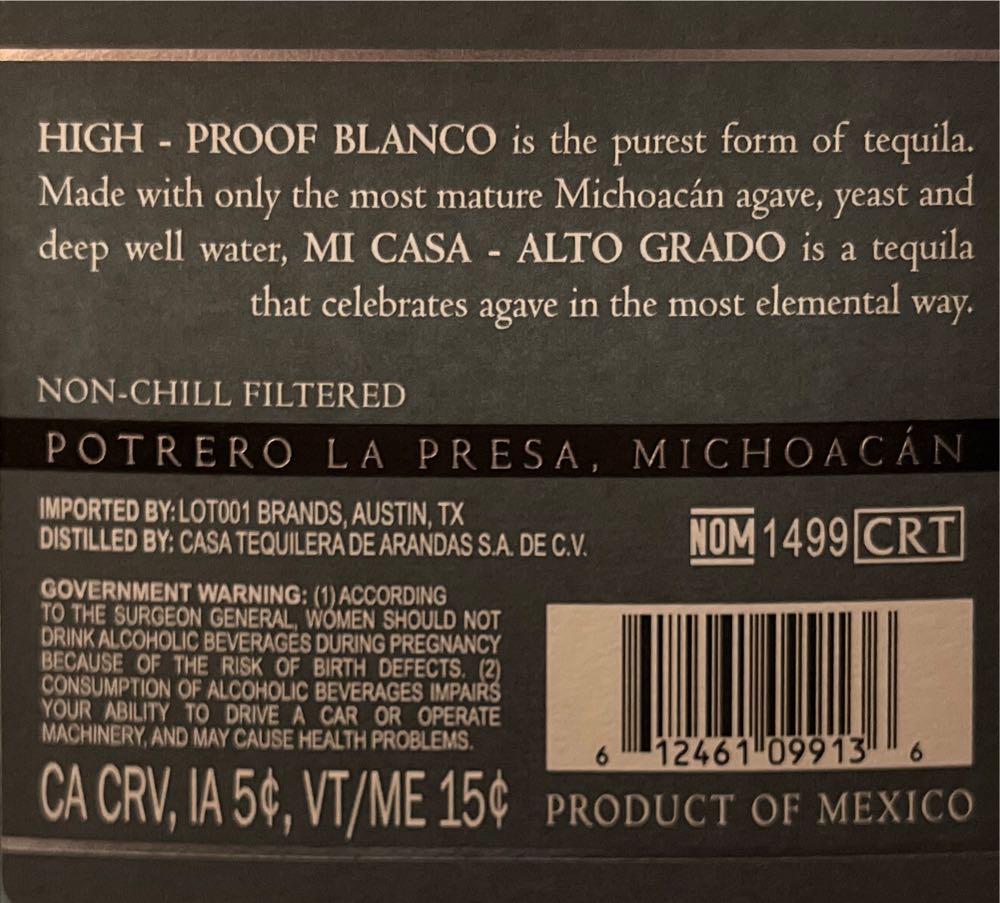 HIGH - PROOF BLANCO is the purest form of tequila.
Made with only the most mature Michoacán agave, yeast and
deep well water, MI CASA - ALTO GRADO is a tequila
that celebrates agave in the most elemental way.
NON-CHILL FILTERED
POTRERO LA PRESA, MICHOACÁN
IMPORTED BY: LOT001 BRANDS, AUSTIN, TX
DISTILLED BY: CASA TEQUILERA DE ARANDAS S.A. DE C.V.
NOM 1499 CRT
GOVERNMENT WARNING: (1) ACCORDING
TO THE SURGEON GENERAL, WOMEN SHOULD NOT
DRINK ALCOHOLIC BEVERAGES DURING PREGNANCY
BECAUSE OF THE RISK OF BIRTH DEFECTS. (2)
CONSUMPTION OF ALCOHOLIC BEVERAGES IMPAIRS
YOUR ABILITY TO DRIVE A CAR OR OPERATE
MACHINERY, AND MAY CAUSE HEALTH PROBLEMS.
CA CRV, IA 5¢, VT/ME 15¢
6 12461 09913 6
PRODUCT OF MEXICO